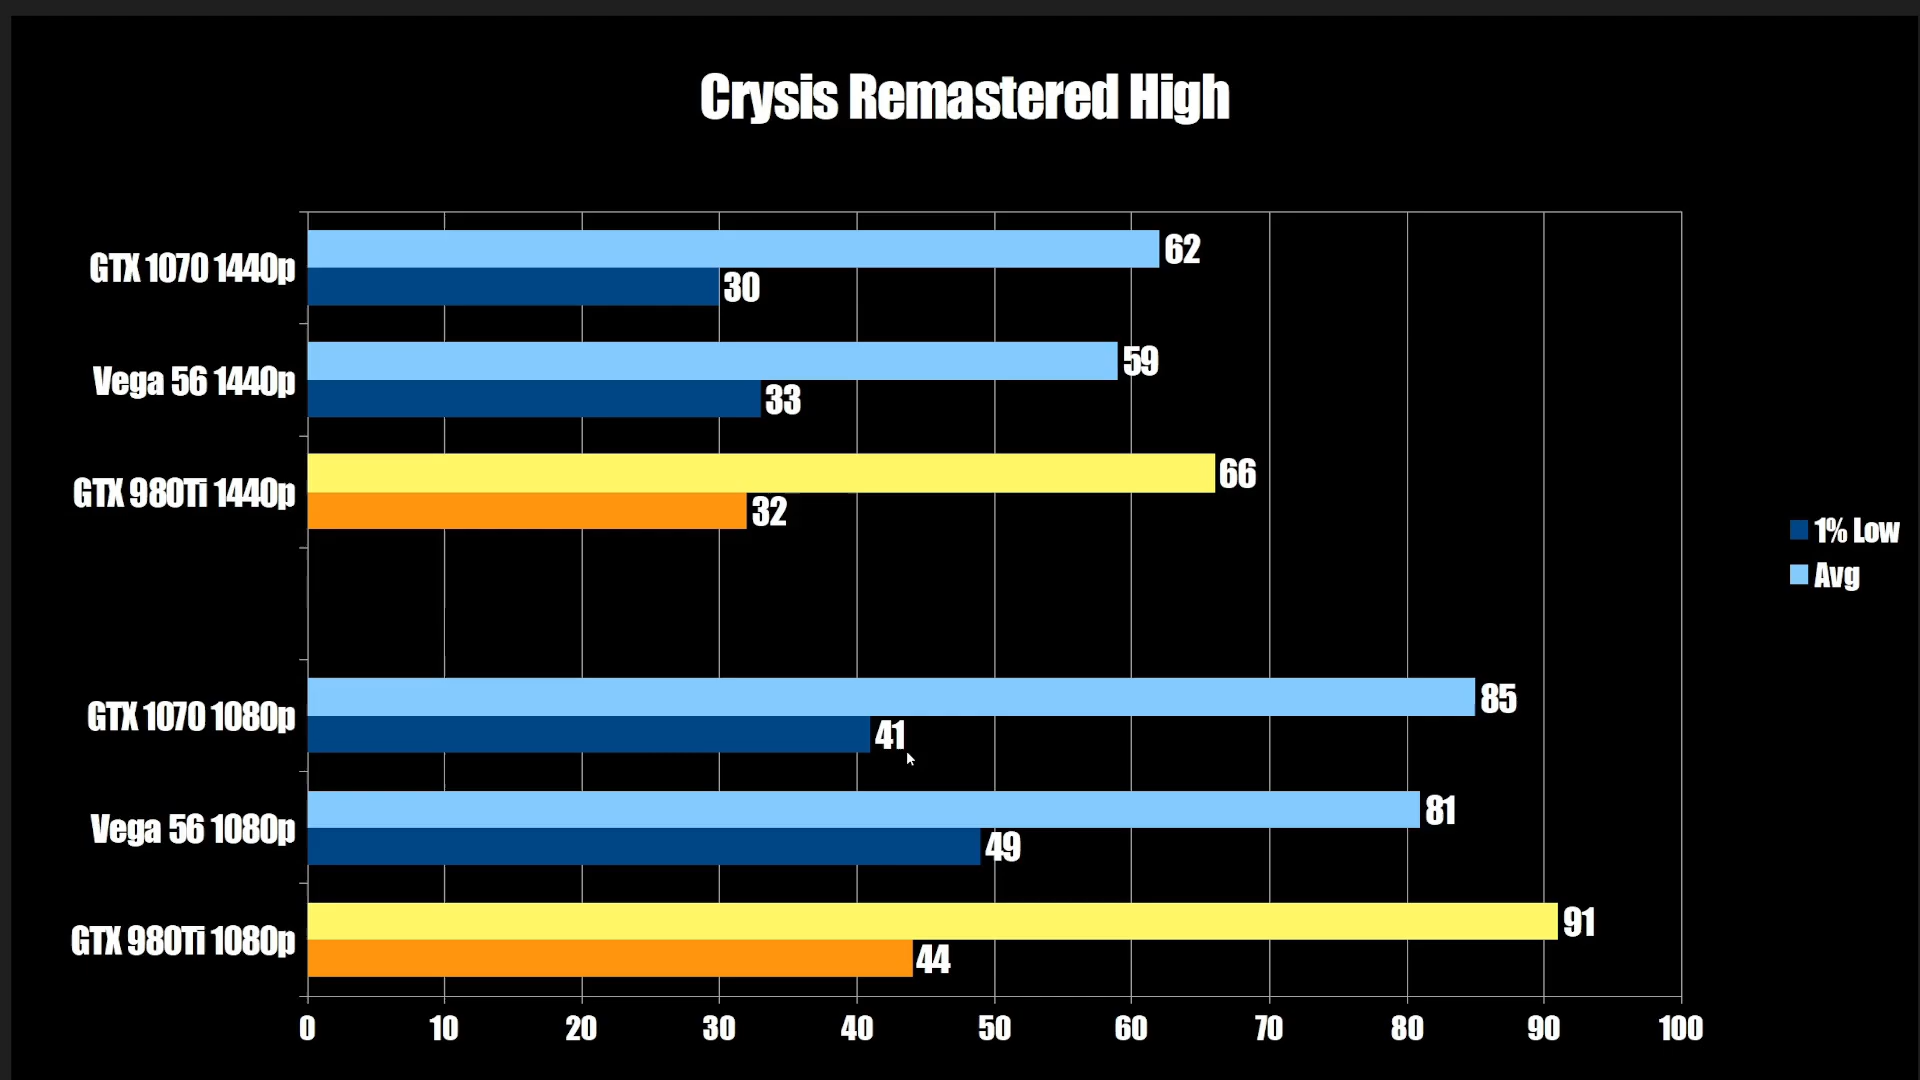 Crysis Remastered High
GTX 1070 1440p
62
30
Vega 56 1440p
59
33
GTX 980Ti 1440p
66
32
1% Low
Avg
GTX 1070 1080p
85
41
Vega 56 1080p
81
49
GTX 980Ti 1080p
91
44
0 10 20 30 40 50 60 70 80 90 100